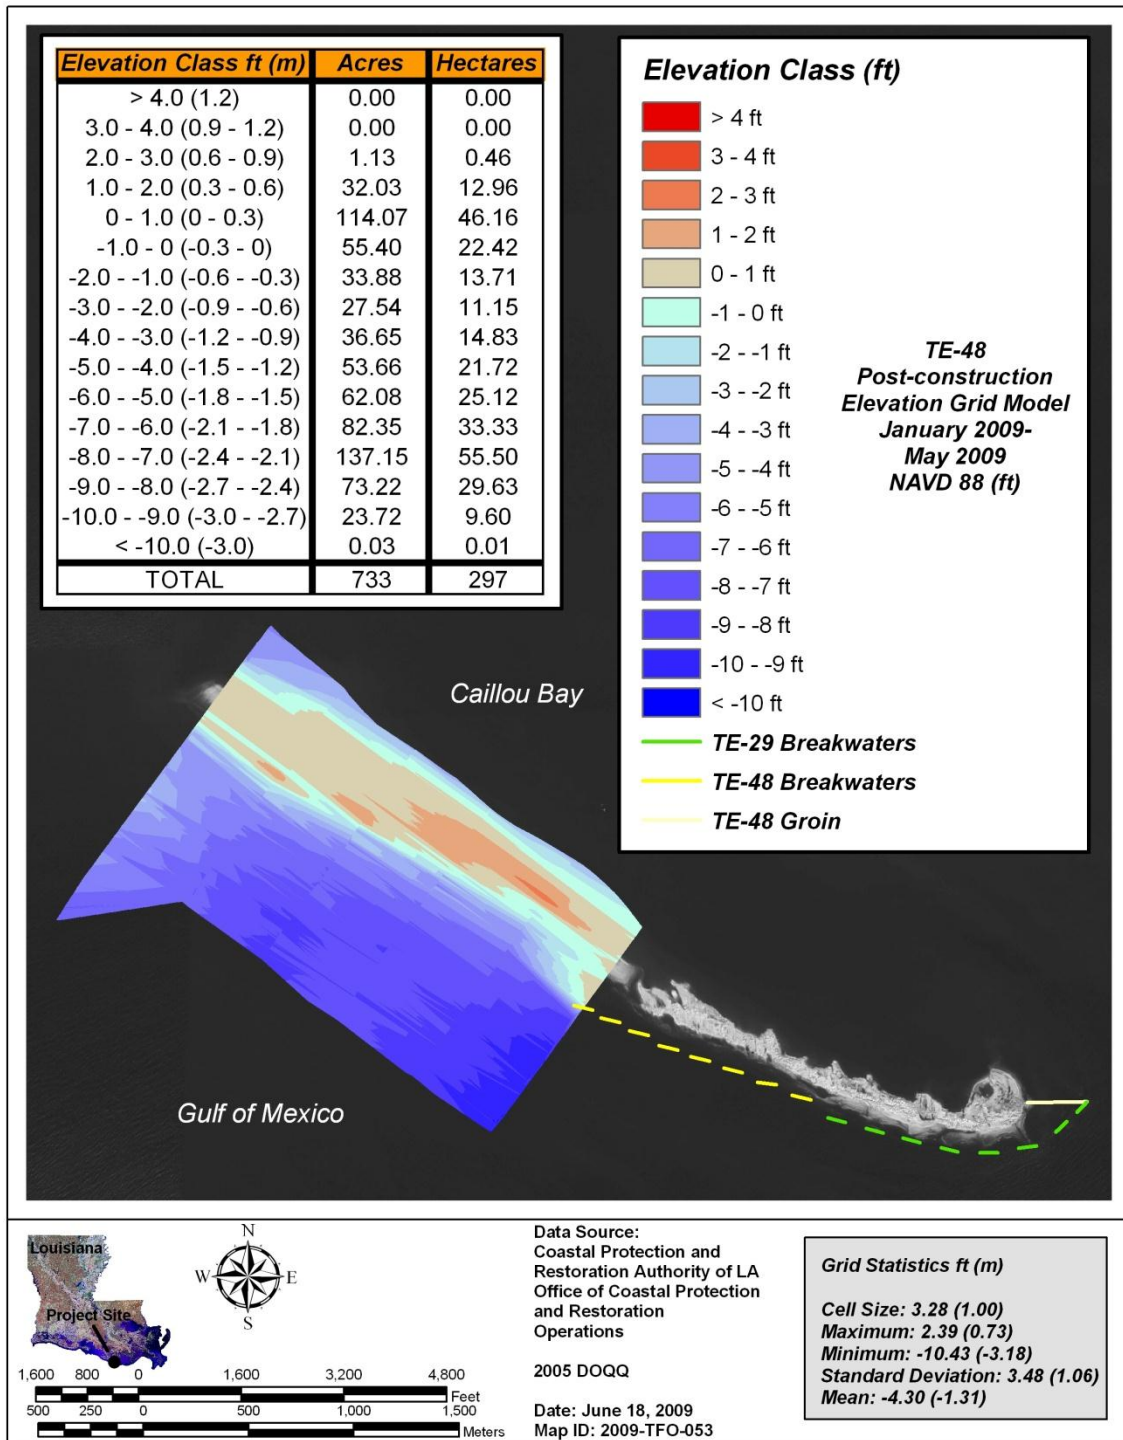 Elevation Class ft (m) Acres Hectares
> 4.0 (1.2) 0.00 0.00
3.0 - 4.0 (0.9 - 1.2) 0.00 0.00
2.0 - 3.0 (0.6 - 0.9) 1.13 0.46
1.0 - 2.0 (0.3 - 0.6) 32.03 12.96
0 - 1.0 (0 - 0.3) 114.07 46.16
-1.0 - 0 (-0.3 - 0) 55.40 22.42
-2.0 - -1.0 (-0.6 - -0.3) 33.88 13.71
-3.0 - -2.0 (-0.9 - -0.6) 27.54 11.15
-4.0 - -3.0 (-1.2 - -0.9) 36.65 14.83
-5.0 - -4.0 (-1.5 - -1.2) 53.66 21.72
-6.0 - -5.0 (-1.8 - -1.5) 62.08 25.12
-7.0 - -6.0 (-2.1 - -1.8) 82.35 33.33
-8.0 - -7.0 (-2.4 - -2.1) 137.15 55.50
-9.0 - -8.0 (-2.7 - -2.4) 73.22 29.63
-10.0 - -9.0 (-3.0 - -2.7) 23.72 9.60
< -10.0 (-3.0) 0.03 0.01
TOTAL 733 297
Elevation Class (ft)
> 4 ft
3 - 4 ft
2 - 3 ft
1 - 2 ft
0 - 1 ft
-1 - 0 ft
-2 - -1 ft
-3 - -2 ft
-4 - -3 ft
-5 - -4 ft
-6 - -5 ft
-7 - -6 ft
-8 - -7 ft
-9 - -8 ft
-10 - -9 ft
< -10 ft
TE-29 Breakwaters
TE-48 Breakwaters
TE-48 Groin
TE-48
Post-construction
Elevation Grid Model
January 2009-
May 2009
NAVD 88 (ft)
Caillou Bay
Gulf of Mexico
Louisiana
Project Site
N
W E
S
1,600 800 0 1,600 3,200 4,800
Feet
500 250 0 500 1,000 1,500
Meters
Data Source:
Coastal Protection and
Restoration Authority of LA
Office of Coastal Protection
and Restoration
Operations
2005 DOQQ
Date: June 18, 2009
Map ID: 2009-TFO-053
Grid Statistics ft (m)
Cell Size: 3.28 (1.00)
Maximum: 2.39 (0.73)
Minimum: -10.43 (-3.18)
Standard Deviation: 3.48 (1.06)
Mean: -4.30 (-1.31)